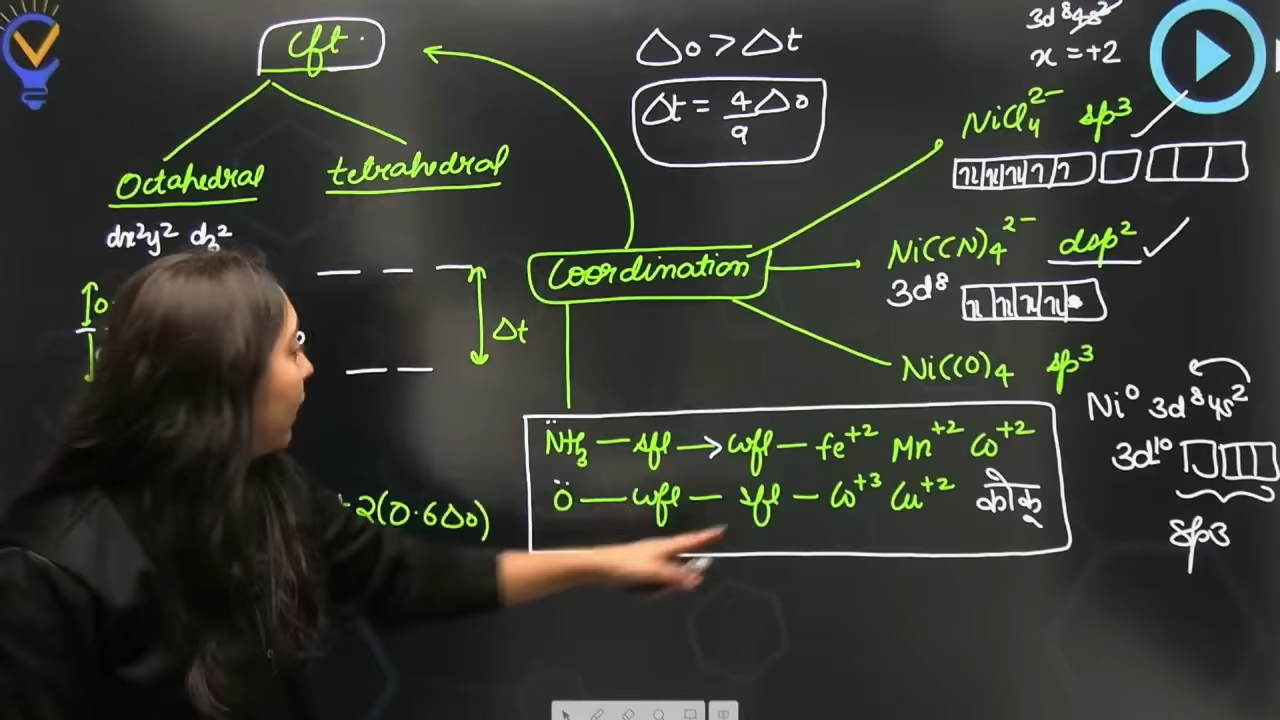 Cft
Octahedral
tetrahedral
dx²y² dz²
Δt
+2(0.6Δo)
Δo > Δt
Δt = 4/9 Δo
Coordination
3d⁸4s²
x = +2
NiCl₄²⁻ sp3
Ni(CN)₄²⁻ dsp²
3d⁸
Ni(CO)₄ sp³
Ni⁰ 3d⁸4s²
3d¹⁰
sp3
N̈H₃ — sfl → wfl — fe⁺² Mn⁺² Co⁺²
Ö — wfl — sfl — Co⁺³ Cu⁺²